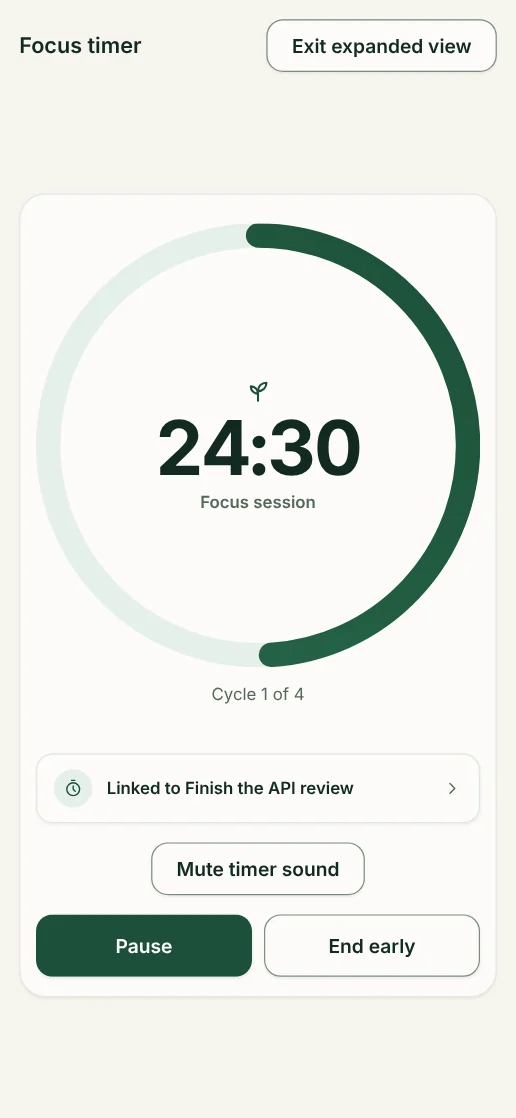 Focus timer
Exit expanded view
24:30
Focus session
Cycle 1 of 4
Linked to Finish the API review
Mute timer sound
Pause
End early